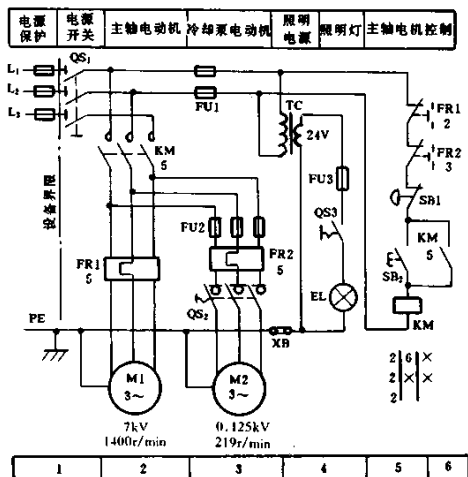 电源保护 电源开关 主轴电动机 冷却泵电动机 照明电源 照明灯 主轴电机控制
L1 QS1
L2 FU1
L3
TC 24V
KM 5
FR1 2
FR2 3
SB1
FU3
QS3
FU2
FR1 5
FR2 5
QS2
KM 5
SB2
EL
KM
设备界限
PE
XB
2 6 ×
2 × ×
2
M1 3~
M2 3~
7kV 1400r/min
0.125kV 219r/min
1 2 3 4 5 6